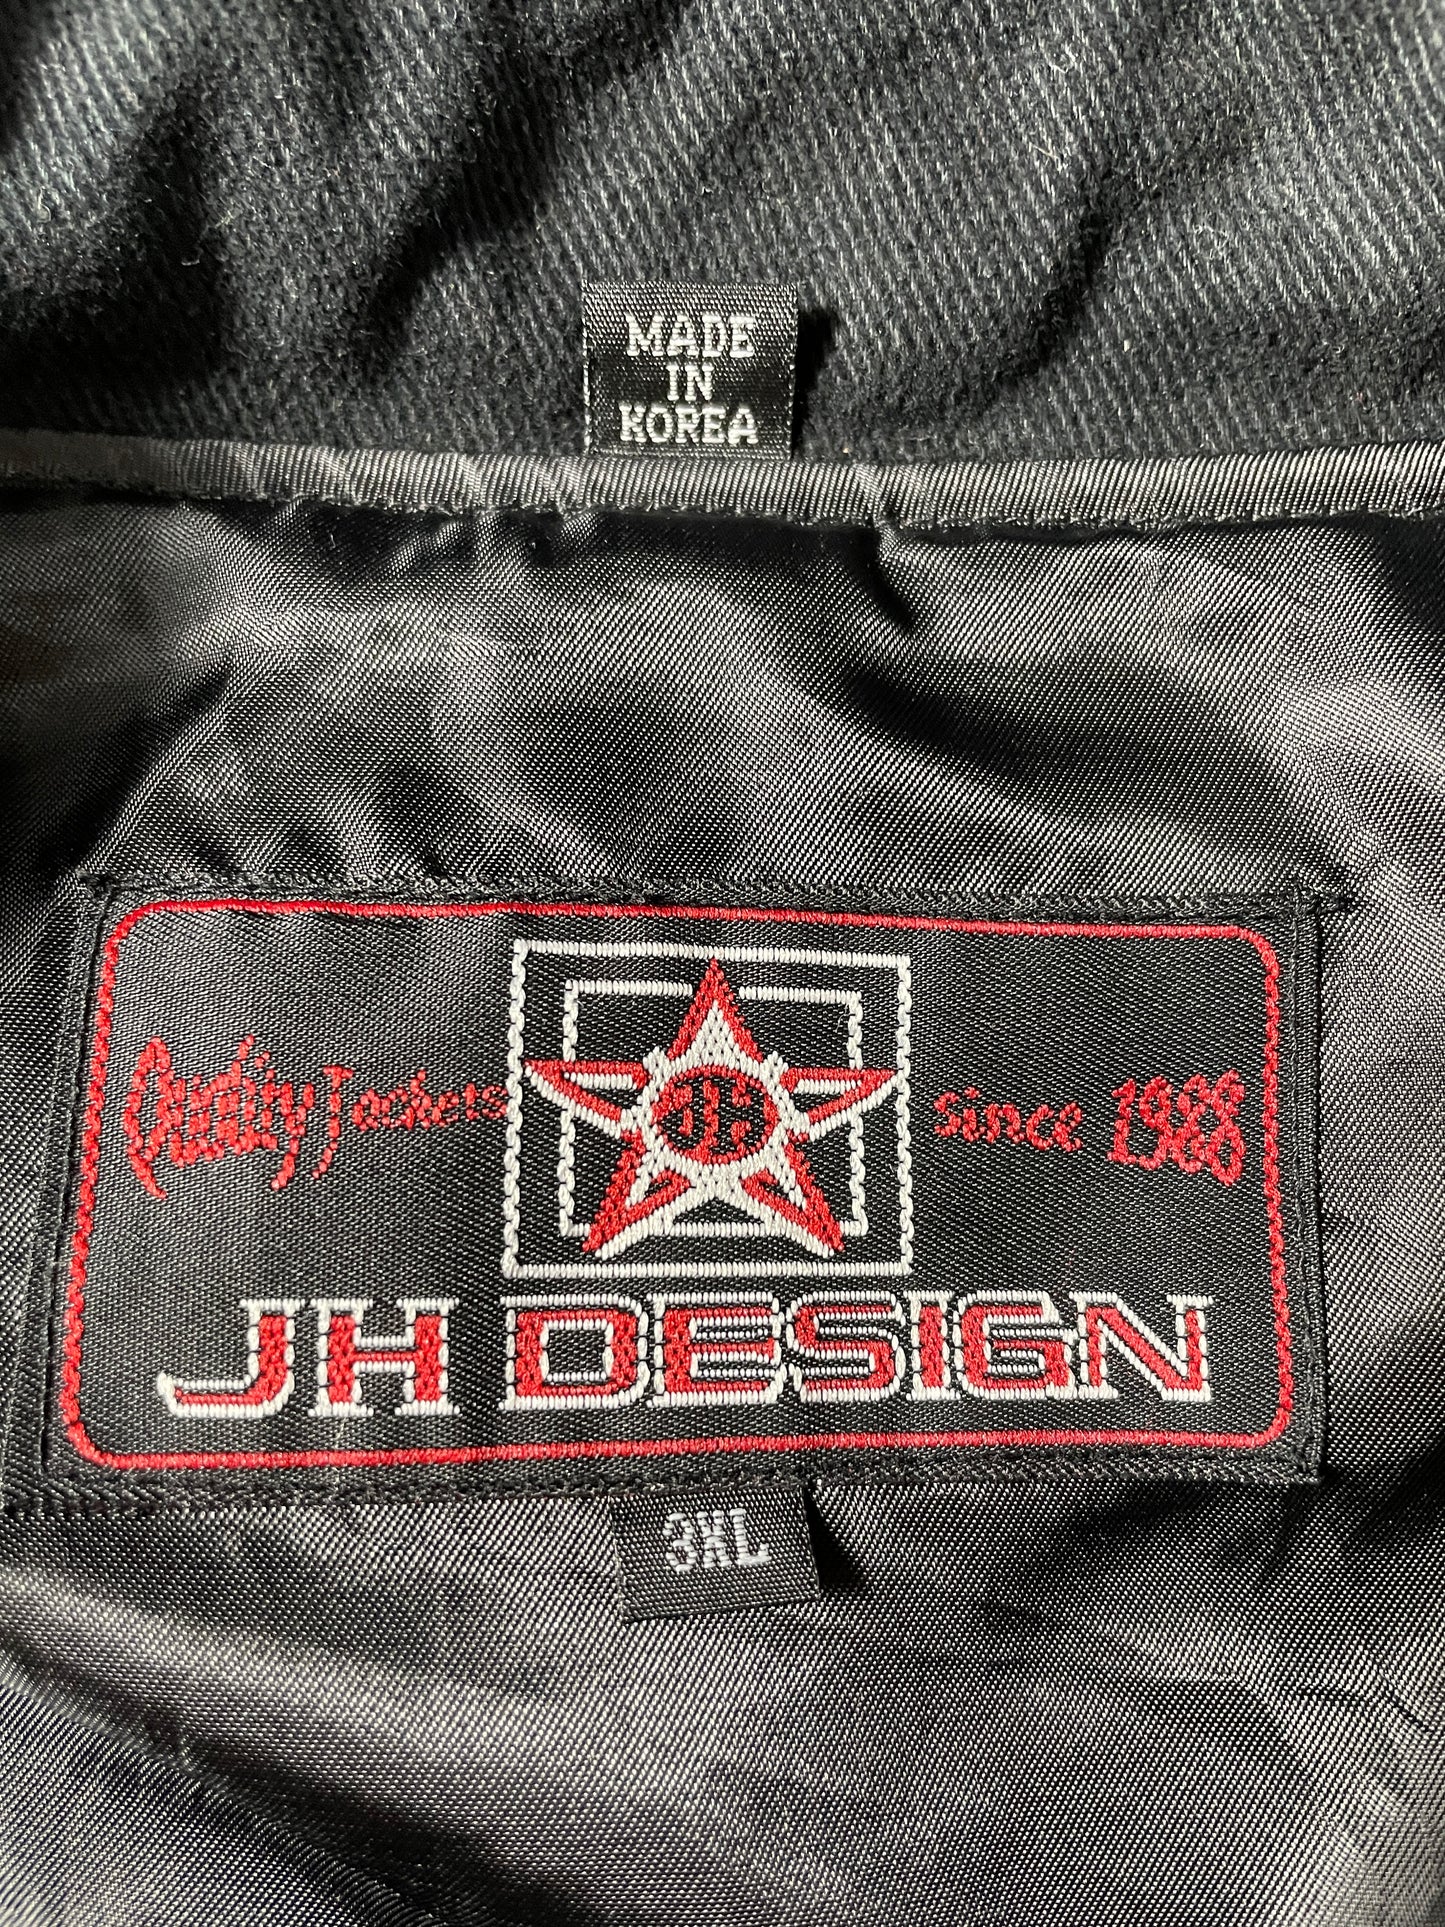 MADE
IN
KOREA
Quality Jackets
since 1988
JH
JH DESIGN
3XL